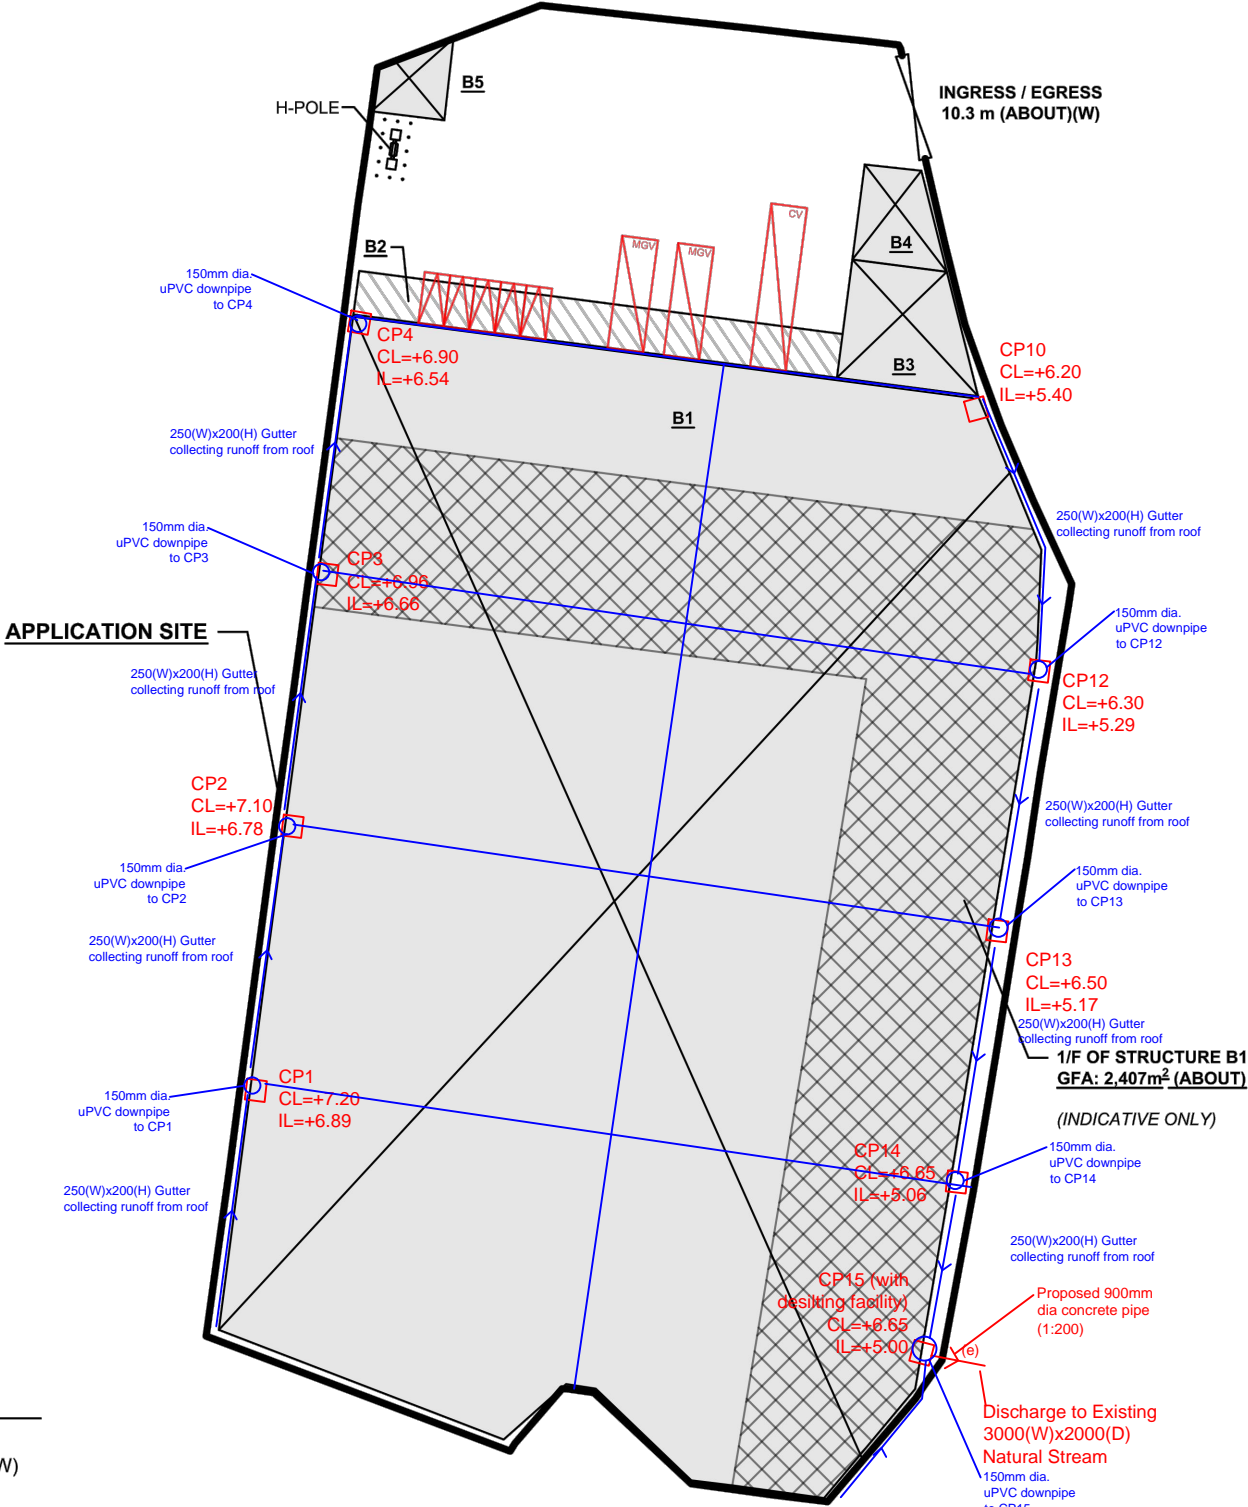 B5
H-POLE
INGRESS / EGRESS
10.3 m (ABOUT)(W)
CV
MGV
MGV
B4
B2
150mm dia.
uPVC downpipe
to CP4
CP4
CL=+6.90
IL=+6.54
B3
CP10
CL=+6.20
IL=+5.40
B1
250(W)x200(H) Gutter
collecting runoff from roof
250(W)x200(H) Gutter
collecting runoff from roof
150mm dia.
uPVC downpipe
to CP3
CP3
CL=+6.96
IL=+6.66
150mm dia.
uPVC downpipe
to CP12
APPLICATION SITE
250(W)x200(H) Gutter
collecting runoff from roof
CP12
CL=+6.30
IL=+5.29
CP2
CL=+7.10
IL=+6.78
250(W)x200(H) Gutter
collecting runoff from roof
150mm dia.
uPVC downpipe
to CP2
150mm dia.
uPVC downpipe
to CP13
250(W)x200(H) Gutter
collecting runoff from roof
CP13
CL=+6.50
IL=+5.17
250(W)x200(H) Gutter
collecting runoff from roof
1/F OF STRUCTURE B1
GFA: 2,407m² (ABOUT)
(INDICATIVE ONLY)
CP1
CL=+7.20
IL=+6.89
150mm dia.
uPVC downpipe
to CP1
CP14
CL=+6.65
IL=+5.06
150mm dia.
uPVC downpipe
to CP14
250(W)x200(H) Gutter
collecting runoff from roof
250(W)x200(H) Gutter
collecting runoff from roof
CP15 (with
desilting facility)
CL=+6.65
IL=+5.00
Proposed 900mm
dia concrete pipe
(1:200)
(e)
Discharge to Existing
3000(W)x2000(D)
Natural Stream
W)
150mm dia.
uPVC downpipe
to CP15